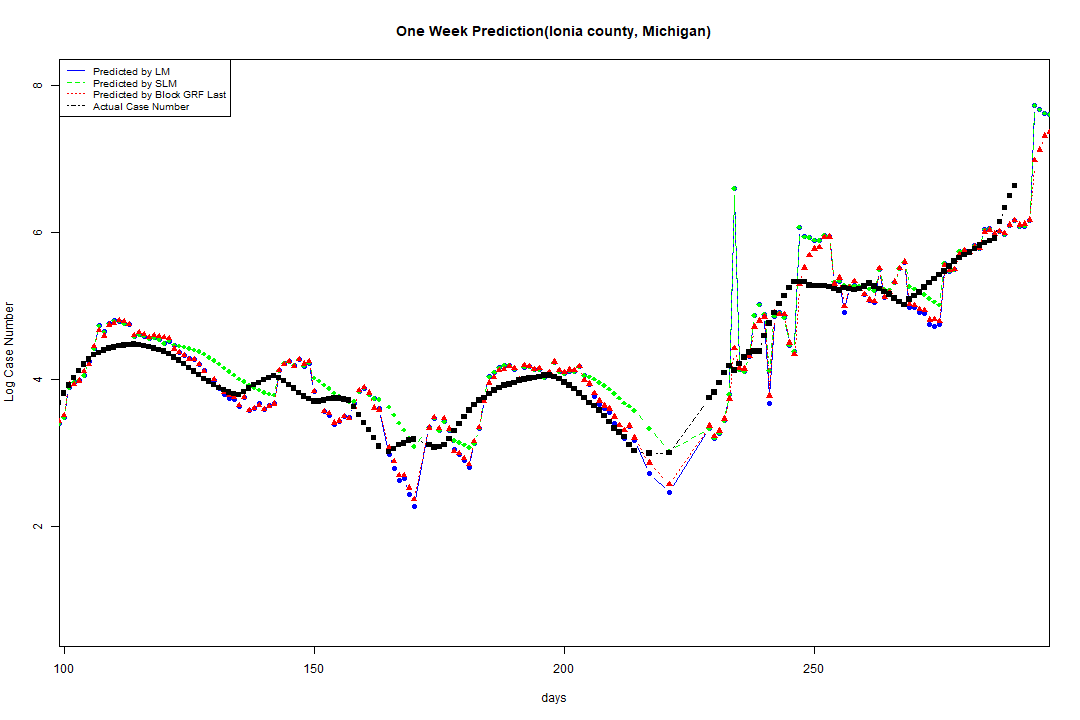 One Week Prediction(Ionia county, Michigan)
Predicted by LM
Predicted by SLM
Predicted by Block GRF Last
Actual Case Number
8
6
4
2
Log Case Number
100
150
200
250
days